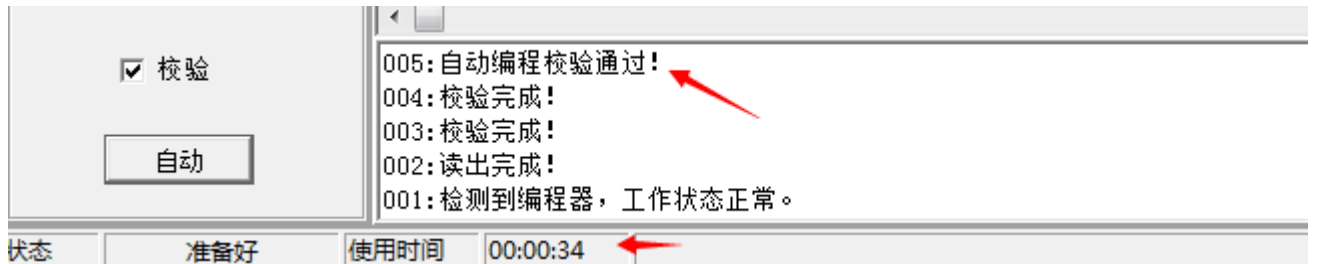 校验
自动
005:自动编程校验通过!
004:校验完成!
003:校验完成!
002:读出完成!
001:检测到编程器，工作状态正常。
状态 准备好 使用时间 00:00:34